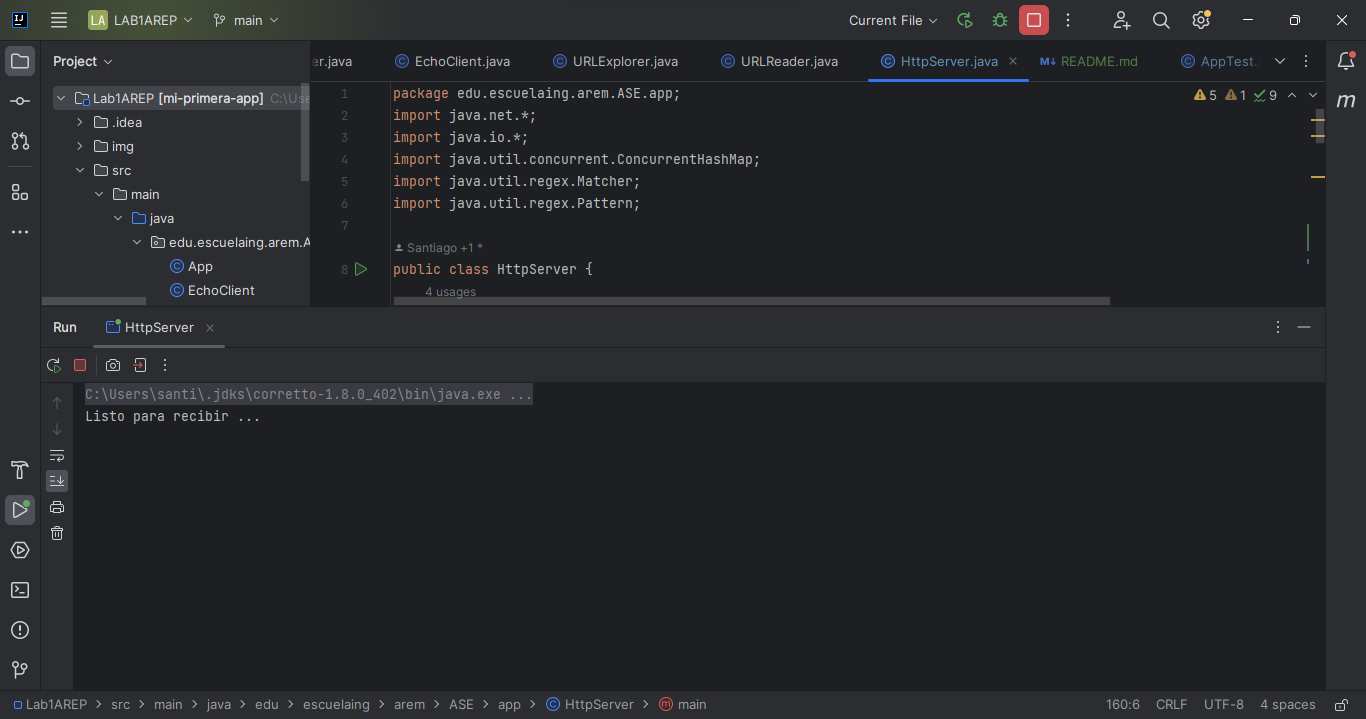 LA LAB1AREP main Current File
Project
er.java EchoClient.java URLExplorer.java URLReader.java HttpServer.java README.md AppTest
Lab1AREP [mi-primera-app] C:\Use
.idea
img
src
main
java
edu.escuelaing.arem.A
App
EchoClient
1 package edu.escuelaing.arem.ASE.app;
2 import java.net.*;
3 import java.io.*;
4 import java.util.concurrent.ConcurrentHashMap;
5 import java.util.regex.Matcher;
6 import java.util.regex.Pattern;
7
Santiago +1 *
8 public class HttpServer {
4 usages
5 1 9
Run HttpServer
C:\Users\santi\.jdks\corretto-1.8.0_402\bin\java.exe ...
Listo para recibir ...
Lab1AREP > src > main > java > edu > escuelaing > arem > ASE > app > HttpServer > main 160:6 CRLF UTF-8 4 spaces